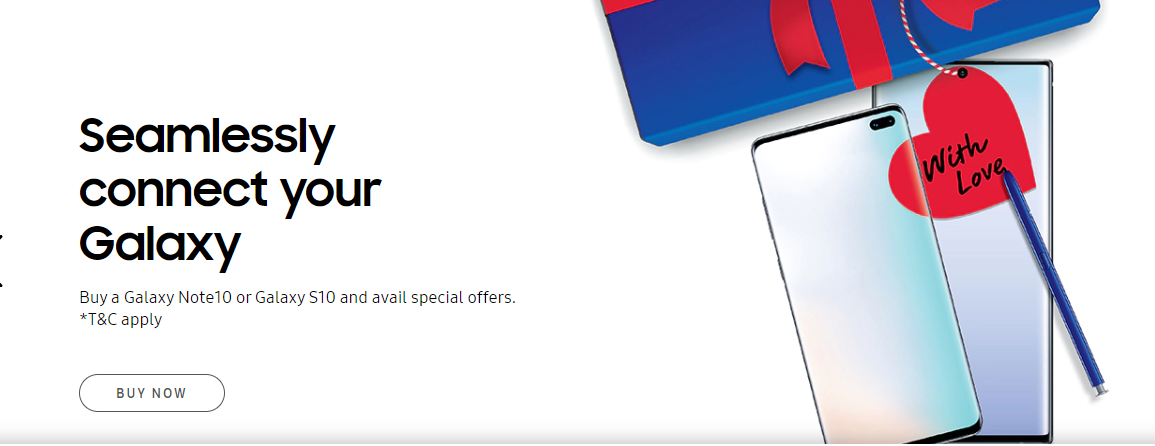 Seamlessly
connect your
Galaxy
Buy a Galaxy Note10 or Galaxy S10 and avail special offers.
*T&C apply
BUY NOW
With
Love